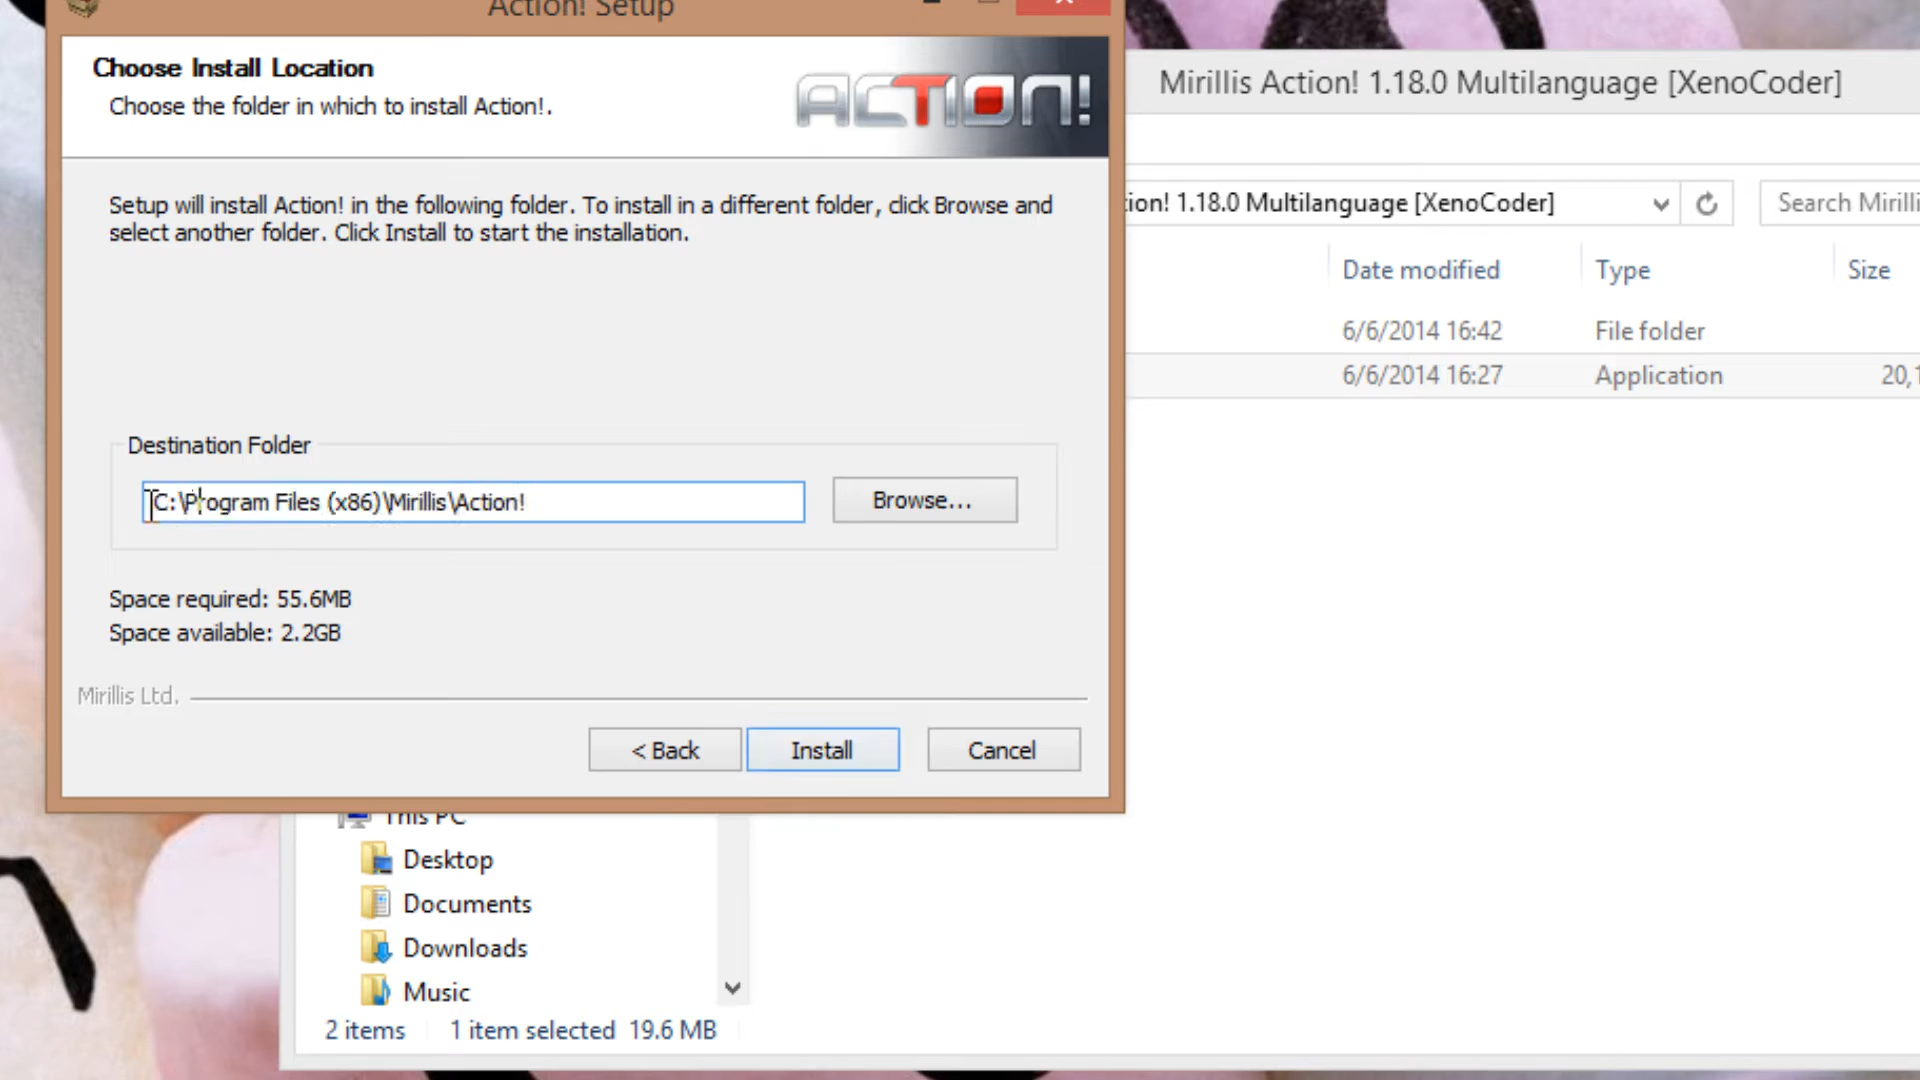 Action! Setup
Choose Install Location
Choose the folder in which to install Action!.
ACTION!
Setup will install Action! in the following folder. To install in a different folder, click Browse and
select another folder. Click Install to start the installation.
Destination Folder
C:\Program Files (x86)\Mirillis\Action!
Browse...
Space required: 55.6MB
Space available: 2.2GB
Mirillis Ltd.
< Back
Install
Cancel
Mirillis Action! 1.18.0 Multilanguage [XenoCoder]
ion! 1.18.0 Multilanguage [XenoCoder]
Search Mirilli
Date modified
Type
Size
6/6/2014 16:42
File folder
6/6/2014 16:27
Application
20,1
This PC
Desktop
Documents
Downloads
Music
2 items
1 item selected 19.6 MB